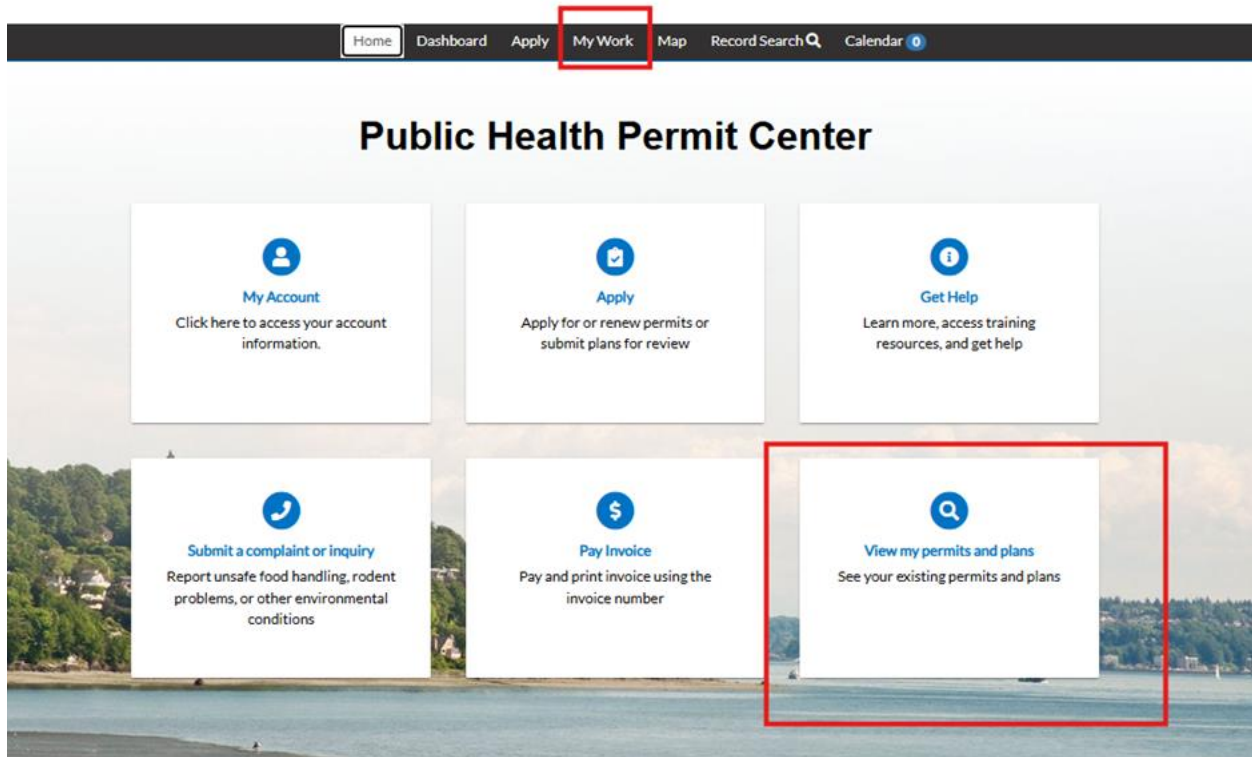 Home Dashboard Apply My Work Map Record Search Calendar 0
Public Health Permit Center
My Account
Click here to access your account
information.
Apply
Apply for or renew permits or
submit plans for review
Get Help
Learn more, access training
resources, and get help
Submit a complaint or inquiry
Report unsafe food handling, rodent
problems, or other environmental
conditions
Pay Invoice
Pay and print invoice using the
invoice number
View my permits and plans
See your existing permits and plans